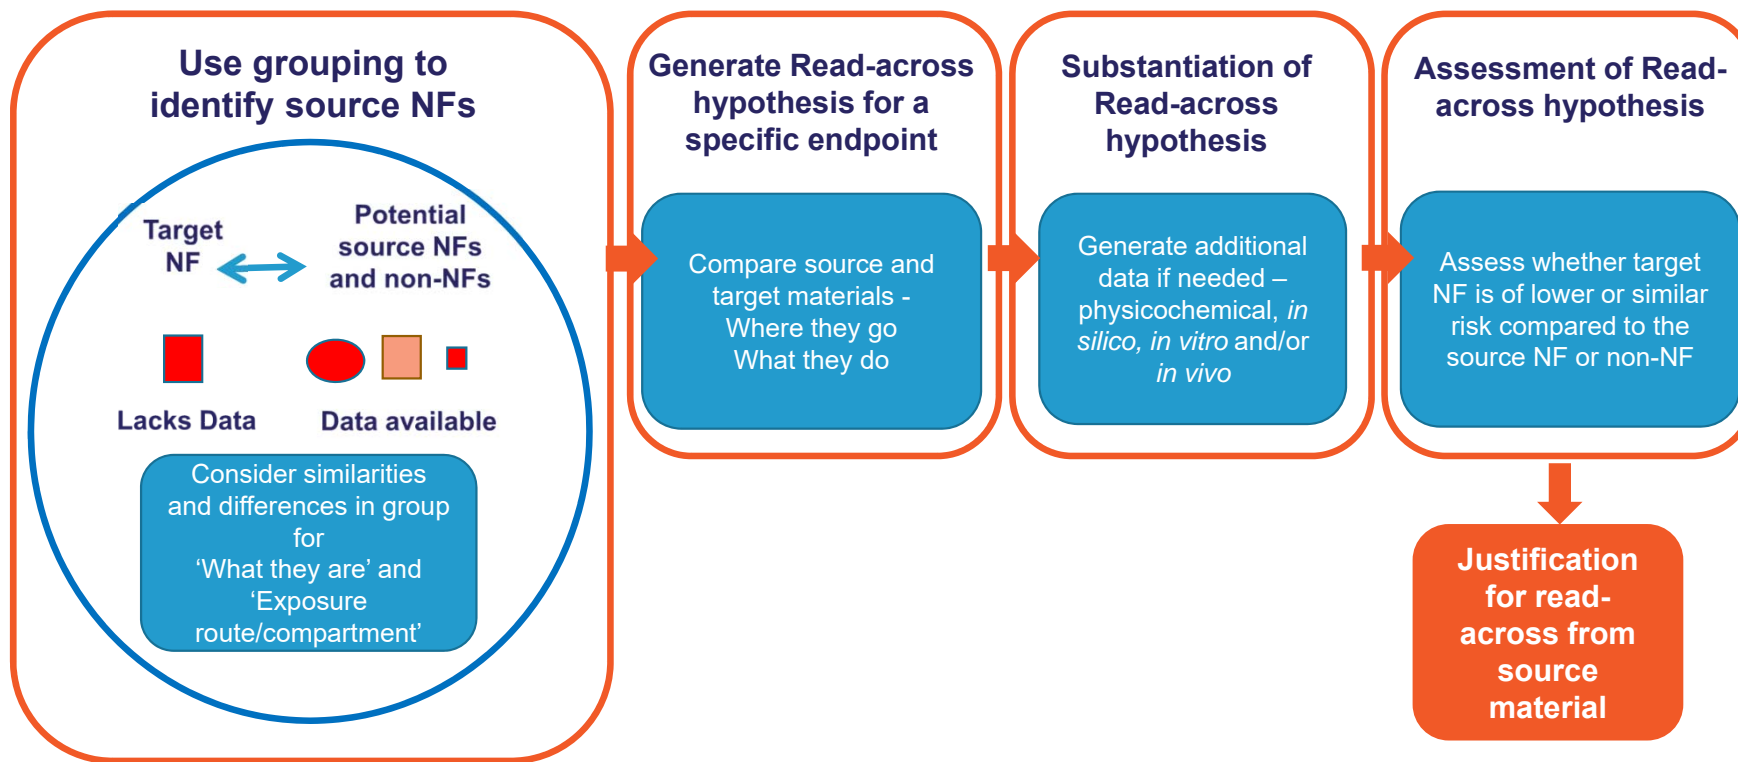 Use grouping to
identify source NFs
Target
NF
Potential
source NFs
and non-NFs
Lacks Data
Data available
Consider similarities
and differences in group
for
‘What they are’ and
‘Exposure
route/compartment’
Generate Read-across
hypothesis for a
specific endpoint
Compare source and
target materials -
Where they go
What they do
Substantiation of
Read-across
hypothesis
Generate additional
data if needed –
physicochemical, in
silico, in vitro and/or
in vivo
Assessment of Read-
across hypothesis
Assess whether target
NF is of lower or similar
risk compared to the
source NF or non-NF
Justification
for read-
across from
source
material